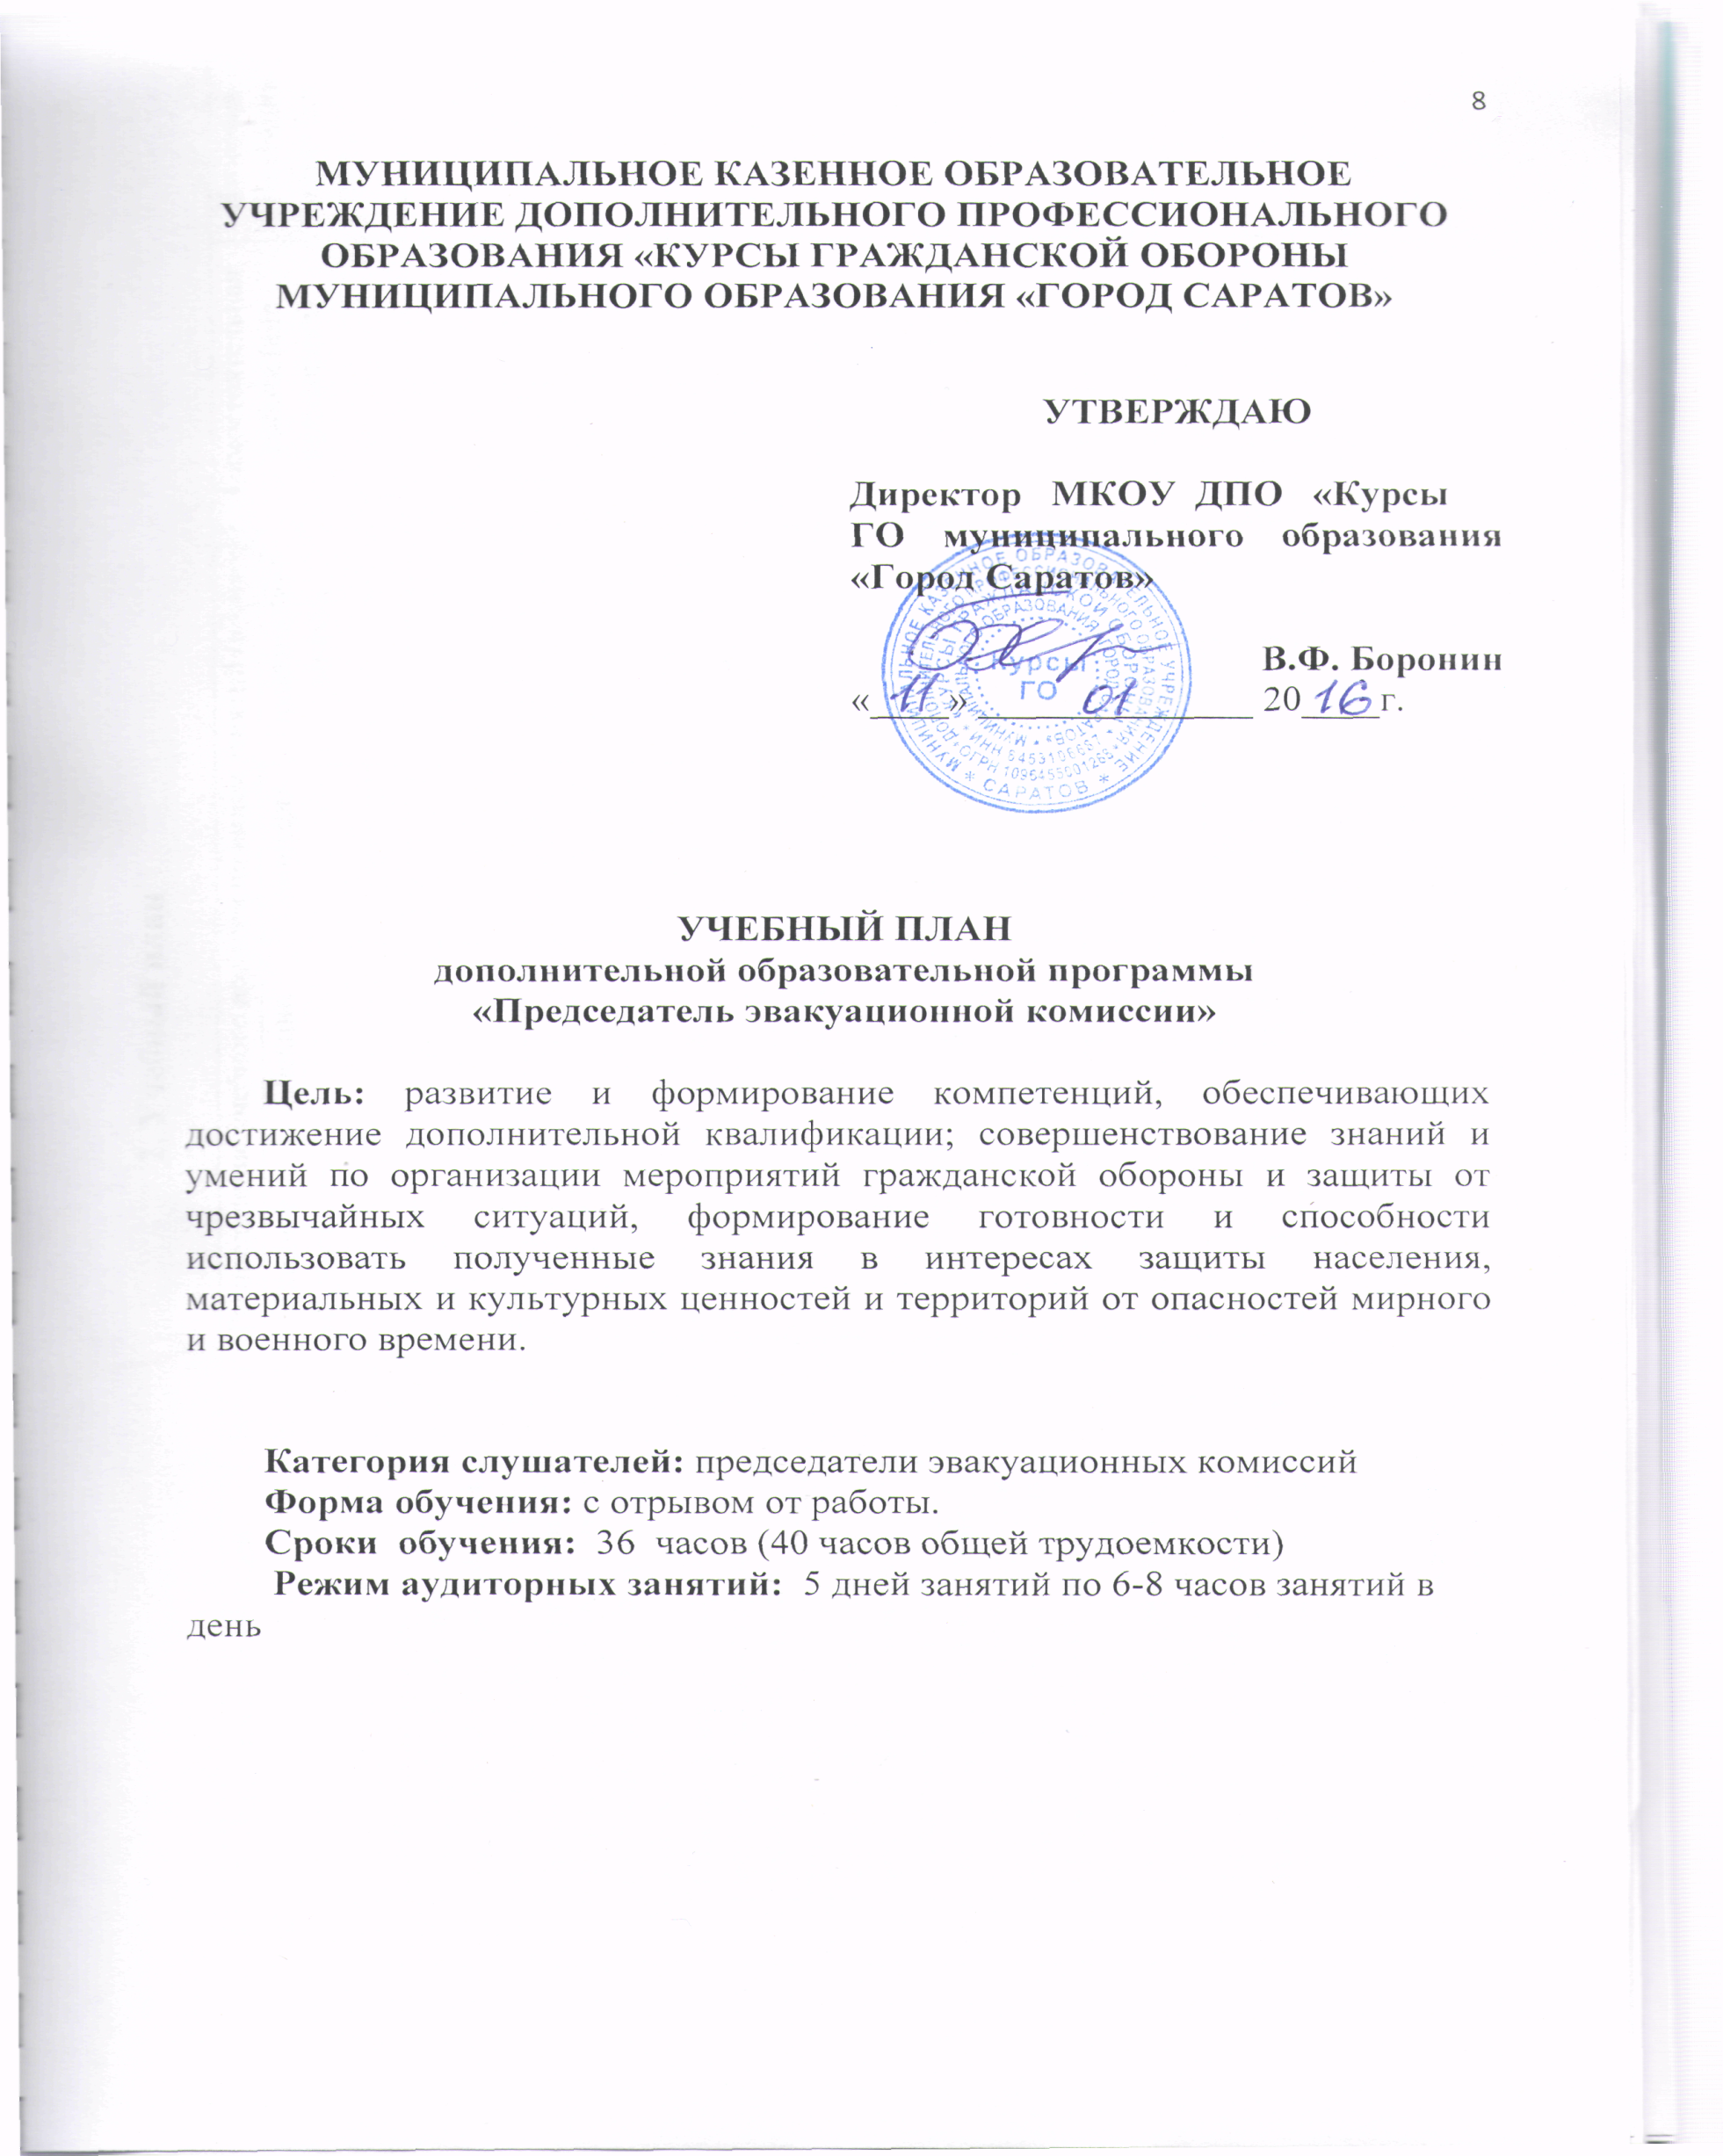 8
МУНИЦИПАЛЬНОЕ КАЗЕННОЕ ОБРАЗОВАТЕЛЬНОЕ
УЧРЕЖДЕНИЕ ДОПОЛНИТЕЛЬНОГО ПРОФЕССИОНАЛЬНОГО
ОБРАЗОВАНИЯ «КУРСЫ ГРАЖДАНСКОЙ ОБОРОНЫ
МУНИЦИПАЛЬНОГО ОБРАЗОВАНИЯ «ГОРОД САРАТОВ»
УТВЕРЖДАЮ
Директор МКОУ ДПО «Курсы
ГО муниципального образования
«Город Саратов»
В.Ф. Боронин
«11» 01 2016 г.
Курсы
ГО
САРАТОВ
УЧЕБНЫЙ ПЛАН
дополнительной образовательной программы
«Председатель эвакуационной комиссии»
Цель: развитие и формирование компетенций, обеспечивающих
достижение дополнительной квалификации; совершенствование знаний и
умений по организации мероприятий гражданской обороны и защиты от
чрезвычайных ситуаций, формирование готовности и способности
использовать полученные знания в интересах защиты населения,
материальных и культурных ценностей и территорий от опасностей мирного
и военного времени.
Категория слушателей: председатели эвакуационных комиссий
Форма обучения: с отрывом от работы.
Сроки обучения: 36 часов (40 часов общей трудоемкости)
Режим аудиторных занятий: 5 дней занятий по 6-8 часов занятий в
день